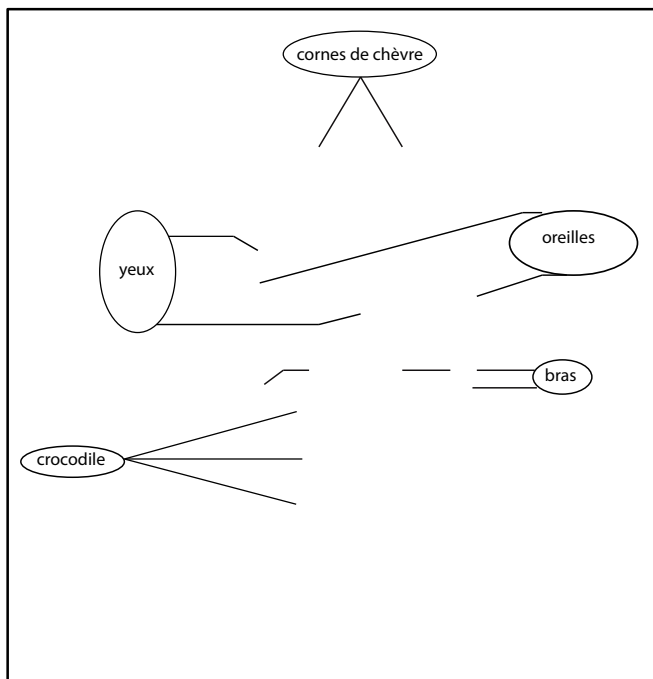 cornes de chèvre
yeux
oreilles
bras
crocodile